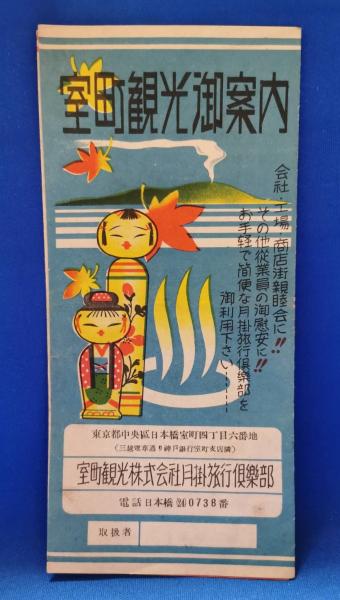 室町観光御案内
会社・工場・商店街親睦会に!!
その他従業員の御慰安に!!
お手軽で簡便な月掛旅行倶楽部を
御利用下さい……
東京都中央區日本橋室町四丁目六番地
(三越電車通り神戸銀行室町支店隣)
室町観光株式会社月掛旅行倶樂部
電話日本橋㉔0738番
取扱者